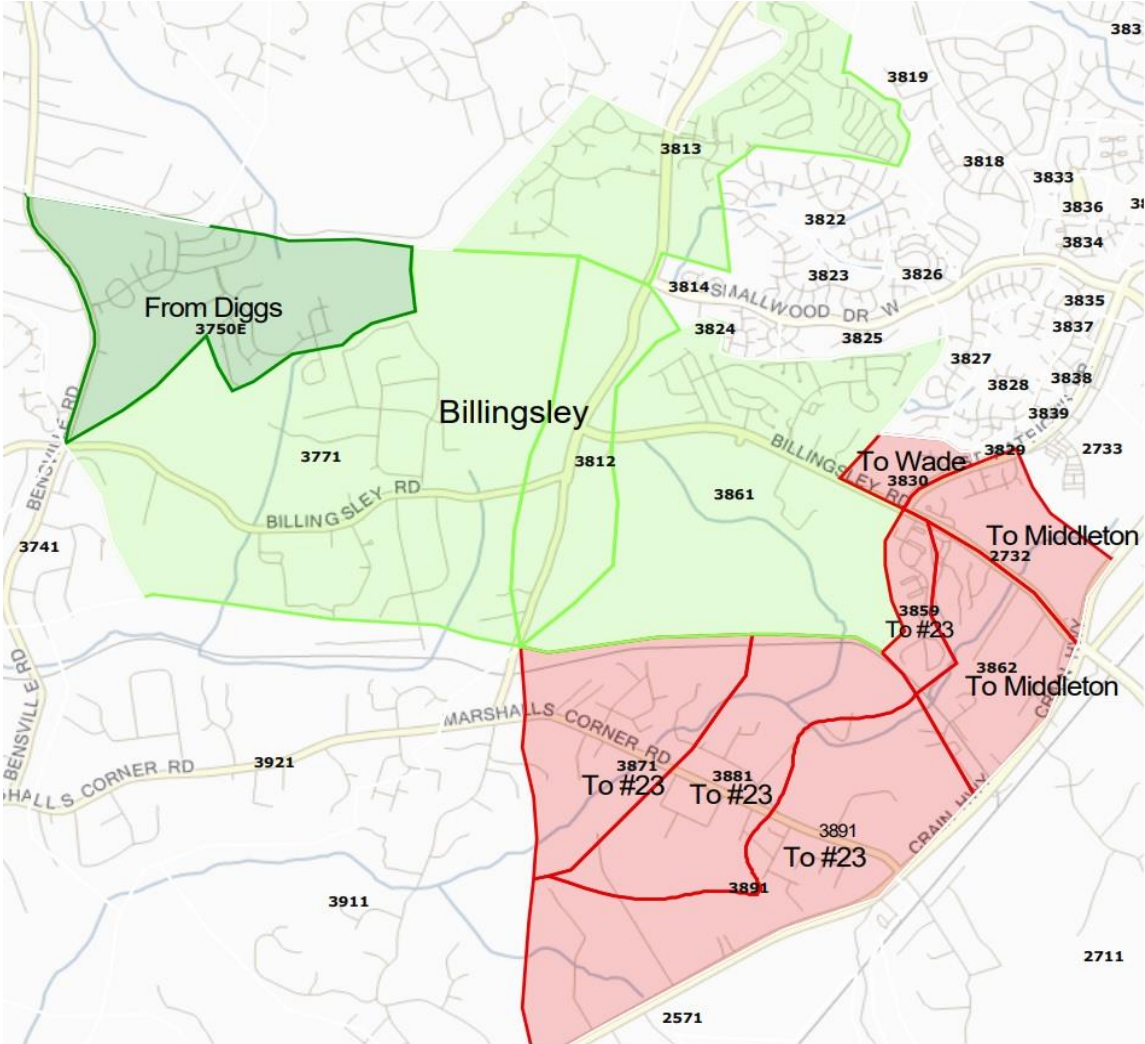 383
3819
3813
3818
3833
3836
3822
3834
3823
3826
3814
SMALLWOOD DR W
3835
From Diggs
3750E
3824
3825
3837
3827
3828
3838
BENSVILLE RD
Billingsley
3839
3829
2733
3771
3812
BILLINGSLEY RD
To Wade
3830
3861
BILLINGSLEY RD
To Middleton
2732
3741
3859
To #23
3862
To Middleton
CRAIN HWY
BENSVILLE RD
MARSHALLS CORNER RD
3921
3871
To #23
3881
To #23
SHALLS CORNER RD
CRAIN HWY
3891
To #23
3891
3911
2711
2571